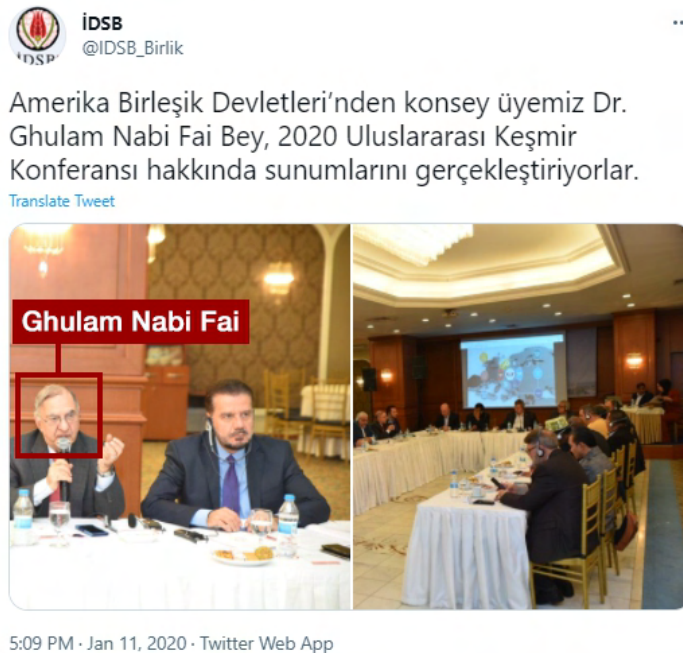 İDSB
@IDSB_Birlik
Amerika Birleşik Devletleri'nden konsey üyemiz Dr.
Ghulam Nabi Fai Bey, 2020 Uluslararası Keşmir
Konferansı hakkında sunumlarını gerçekleştiriyorlar.
Translate Tweet
Ghulam Nabi Fai
5:09 PM · Jan 11, 2020 · Twitter Web App